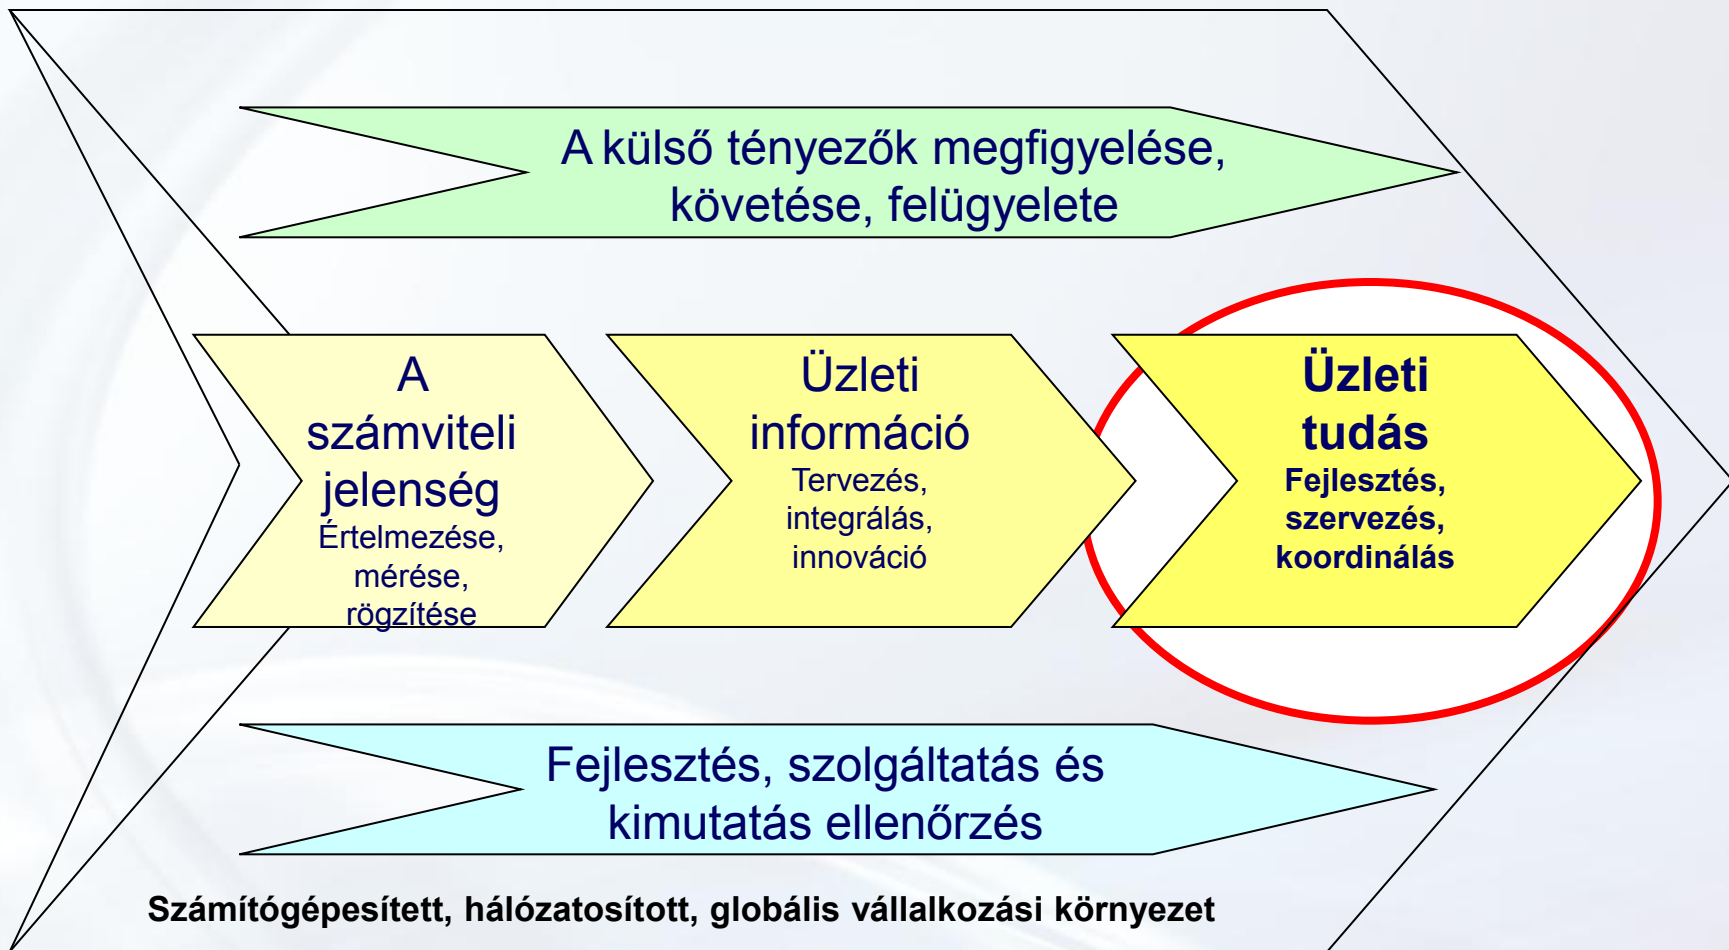 A külső tényezők megfigyelése,
követése, felügyelete
A
számviteli
jelenség
Értelmezése,
mérése,
rögzítése
Üzleti
információ
Tervezés,
integrálás,
innováció
Üzleti
tudás
Fejlesztés,
szervezés,
koordinálás
Fejlesztés, szolgáltatás és
kimutatás ellenőrzés
Számítógépesített, hálózatosított, globális vállalkozási környezet